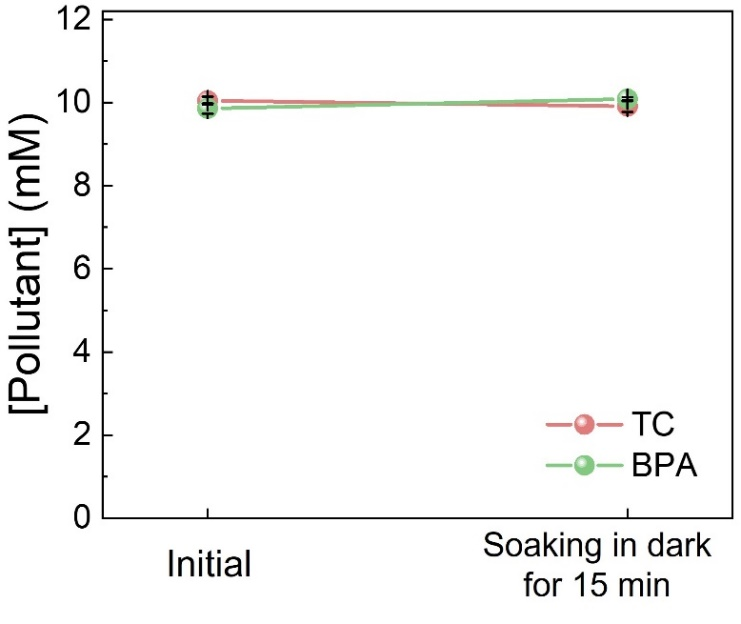 12
10
8
6
4
2
0
[Pollutant] (mM)
TC
BPA
Initial
Soaking in dark
for 15 min